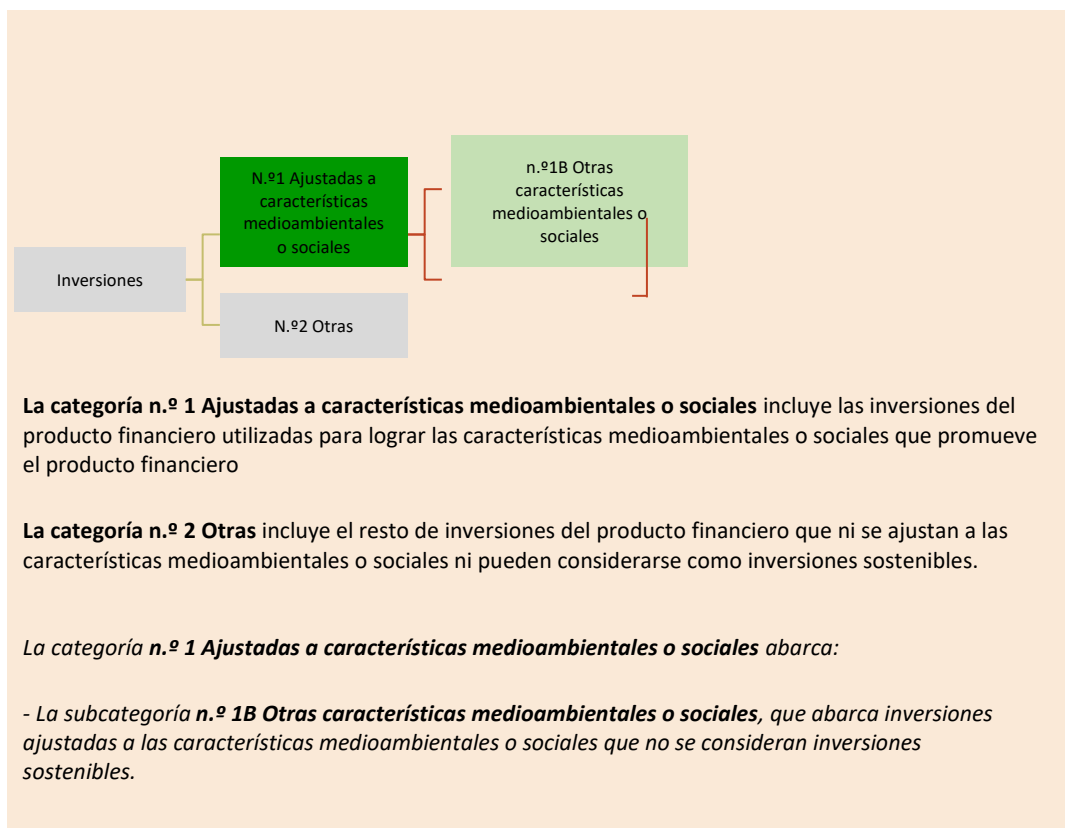 n.º1B Otras
características
medioambientales o
sociales
N.º1 Ajustadas a
características
medioambientales
o sociales
Inversiones
N.º2 Otras
La categoría n.º 1 Ajustadas a características medioambientales o sociales incluye las inversiones del
producto financiero utilizadas para lograr las características medioambientales o sociales que promueve
el producto financiero
La categoría n.º 2 Otras incluye el resto de inversiones del producto financiero que ni se ajustan a las
características medioambientales o sociales ni pueden considerarse como inversiones sostenibles.
La categoría n.º 1 Ajustadas a características medioambientales o sociales abarca:
- La subcategoría n.º 1B Otras características medioambientales o sociales, que abarca inversiones
ajustadas a las características medioambientales o sociales que no se consideran inversiones
sostenibles.